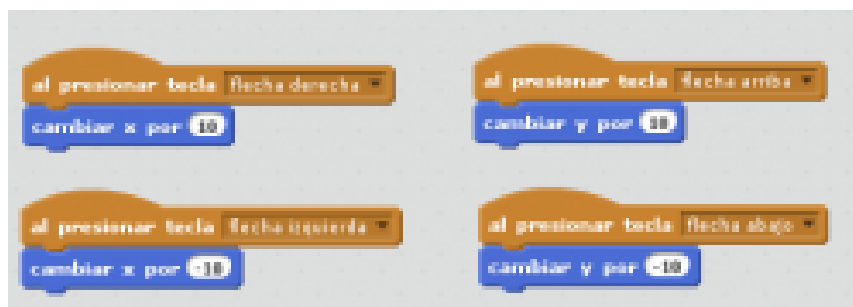 al presionar tecla flecha derecha
cambiar x por 10
al presionar tecla flecha arriba
cambiar y por 10
al presionar tecla flecha izquierda
cambiar x por -10
al presionar tecla flecha abajo
cambiar y por -10